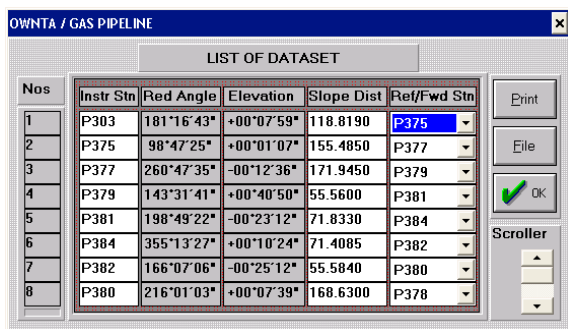 OWNTA / GAS PIPELINE
LIST OF DATASET
Nos Instr Stn Red Angle Elevation Slope Dist Ref/Fwd Stn
1 P303 181°16'43" +00°07'59" 118.8190 P375
2 P375 98°47'25" +00°01'07" 155.4850 P377
3 P377 260°47'35" -00°12'36" 171.9450 P379
4 P379 143°31'41" +00°40'50" 55.5600 P381
5 P381 198°49'22" -00°23'12" 71.8330 P384
6 P384 355°13'27" +00°10'24" 71.4085 P382
7 P382 166°07'06" -00°25'12" 55.5840 P380
8 P380 216°01'03" +00°07'39" 168.6300 P378
Print
File
OK
Scroller